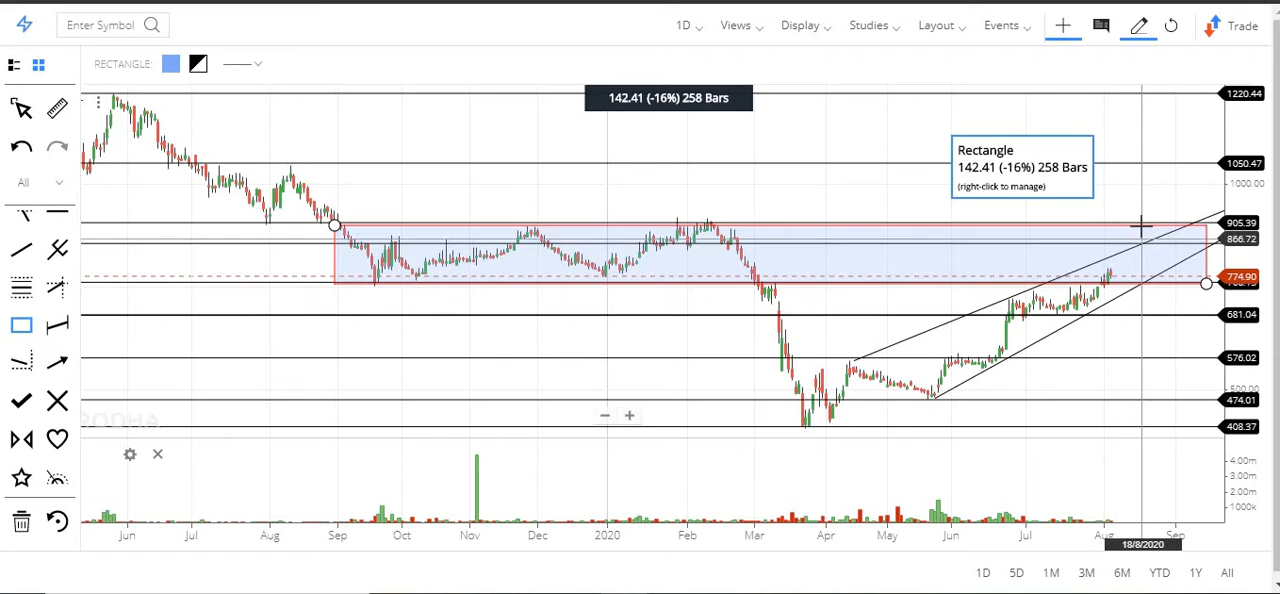 Enter Symbol
1D Views Display Studies Layout Events Trade
RECTANGLE:
142.41 (-16%) 258 Bars
1220.44
Rectangle
142.41 (-16%) 258 Bars
(right-click to manage)
1050.47
1000.00
All
905.39
866.72
774.90
681.04
576.02
500.00
474.01
408.37
RODHA
4.00m
3.00m
2.00m
1000k
Jun Jul Aug Sep Oct Nov Dec 2020 Mar Apr May Jun Jul Aug Sep
18/8/2020
1D 5D 1M 3M 6M YTD 1Y All